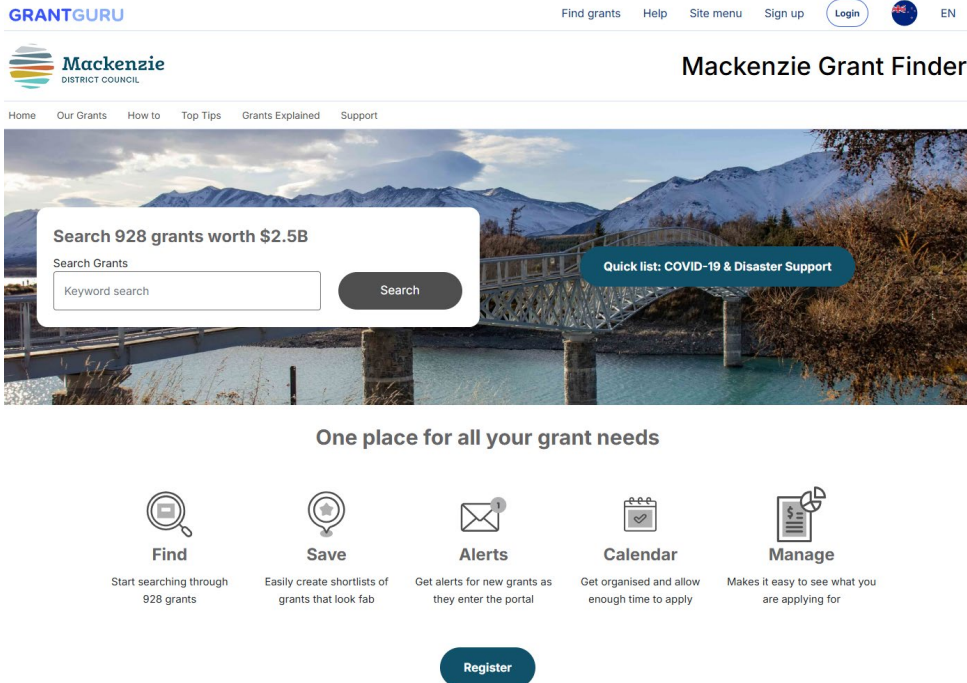 GRANTGURU
Find grants Help Site menu Sign up Login EN
Mackenzie
DISTRICT COUNCIL
Mackenzie Grant Finder
Home Our Grants How to Top Tips Grants Explained Support
Search 928 grants worth $2.5B
Search Grants
Keyword search
Search
Quick list: COVID-19 & Disaster Support
One place for all your grant needs
1
$
Find
Start searching through
928 grants
Save
Easily create shortlists of
grants that look fab
Alerts
Get alerts for new grants as
they enter the portal
Calendar
Get organised and allow
enough time to apply
Manage
Makes it easy to see what you
are applying for
Register